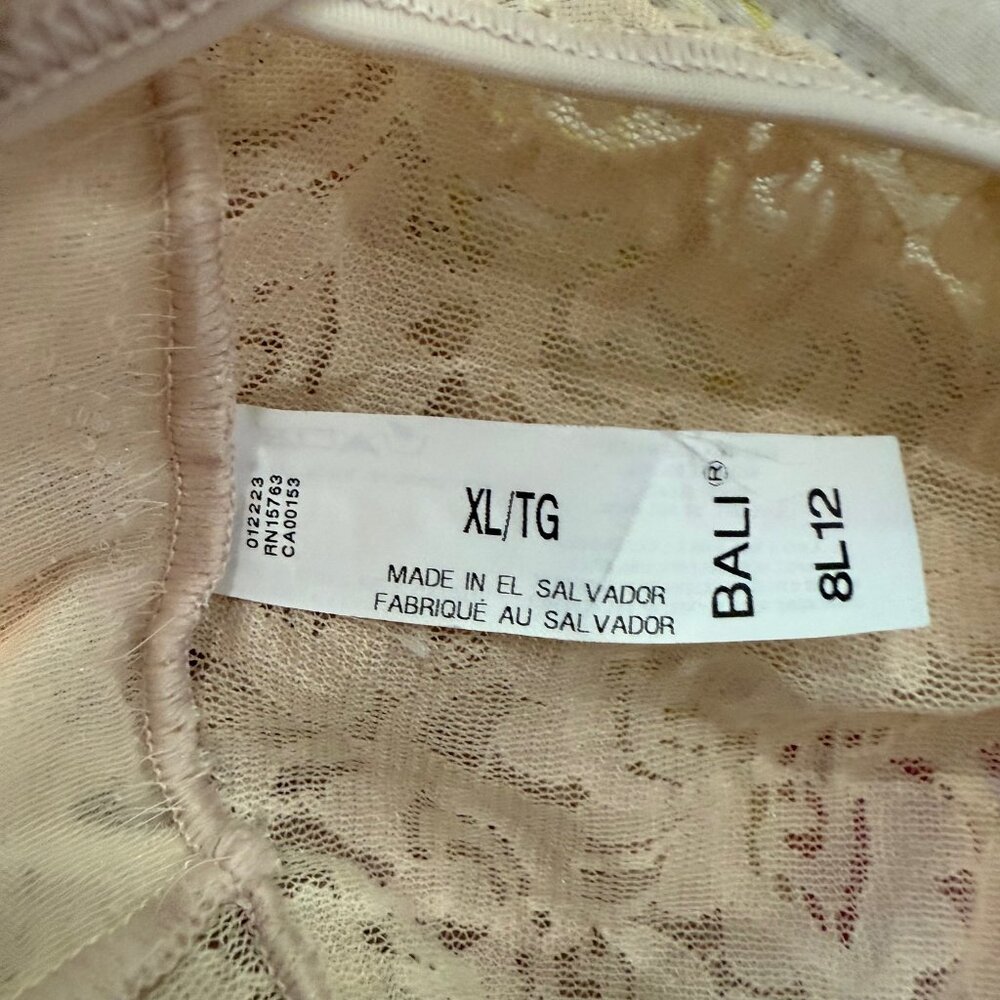 012223
RN15763
CA00153
XL/TG
MADE IN EL SALVADOR
FABRIQUÉ AU SALVADOR
BALI®
8L12